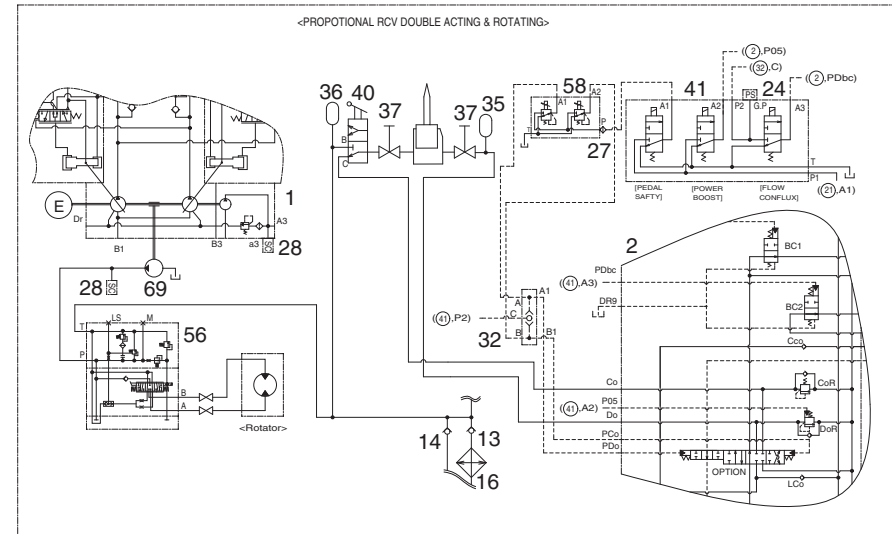 <PROPOTIONAL RCV DOUBLE ACTING & ROTATING>
36
40
37
37
35
58
A1
A2
T
P
27
(②,P05)
(㉜,C)
(②,PDbc)
41
PS
24
A1
A2
P2
G.P
A3
T
P1
[PEDAL
SAFTY]
[POWER
BOOST]
[FLOW
CONFLUX]
(㉑,A1)
B
C
1
E
Dr
A3
B1
B3
a3
SC
28
28
SC
69
LS
M
56
T
P
B
A
<Rotator>
14
13
16
2
PDbc
BC1
(㊶,A3)
DR9
BC2
Cco
A1
A
C
(㊶,P2)
B
B1
32
Co
CoR
P05
(㊶,A2)
Do
DoR
PCo
PDo
OPTION
LCo